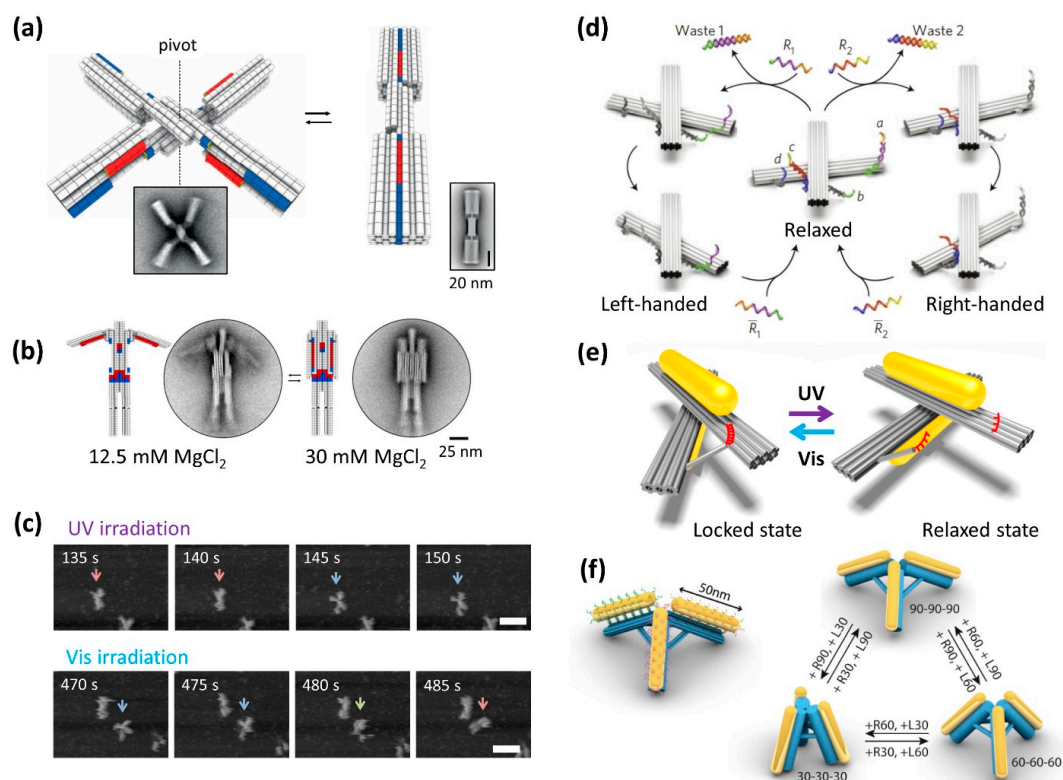 (a)
pivot
20 nm
(b)
12.5 mM MgCl₂
30 mM MgCl₂
25 nm
(c)
UV irradiation
135 s
140 s
145 s
150 s
Vis irradiation
470 s
475 s
480 s
485 s
(d)
Waste 1
R₁
R₂
Waste 2
a
d
c
b
Relaxed
Left-handed
Right-handed
R̅₁
R̅₂
(e)
UV
Vis
Locked state
Relaxed state
(f)
50nm
90-90-90
+ R90, + L30
+ R30, + L90
+ R60, + L90
+ R90, + L60
+R60, +L30
+R30, +L60
30-30-30
60-60-60